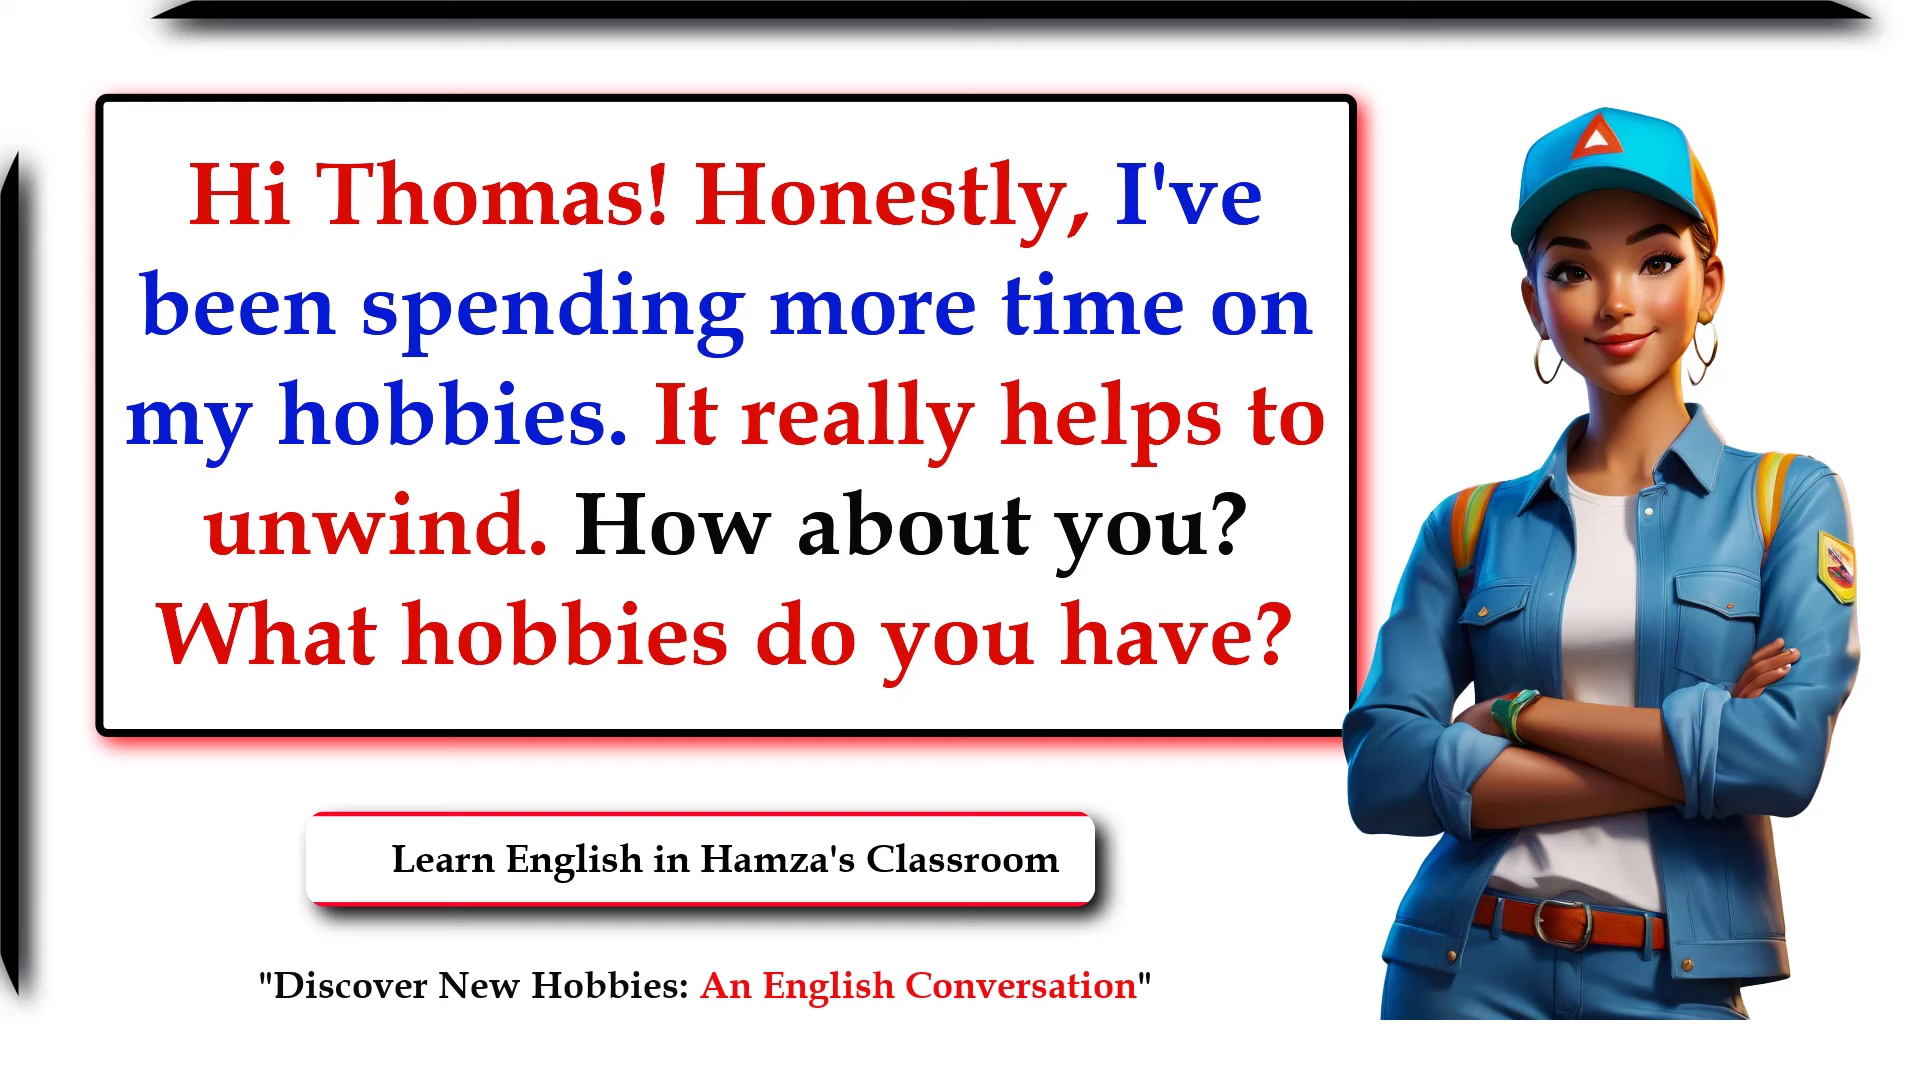 Hi Thomas! Honestly, I've
been spending more time on
my hobbies. It really helps to
unwind. How about you?
What hobbies do you have?
Learn English in Hamza's Classroom
"Discover New Hobbies: An English Conversation"